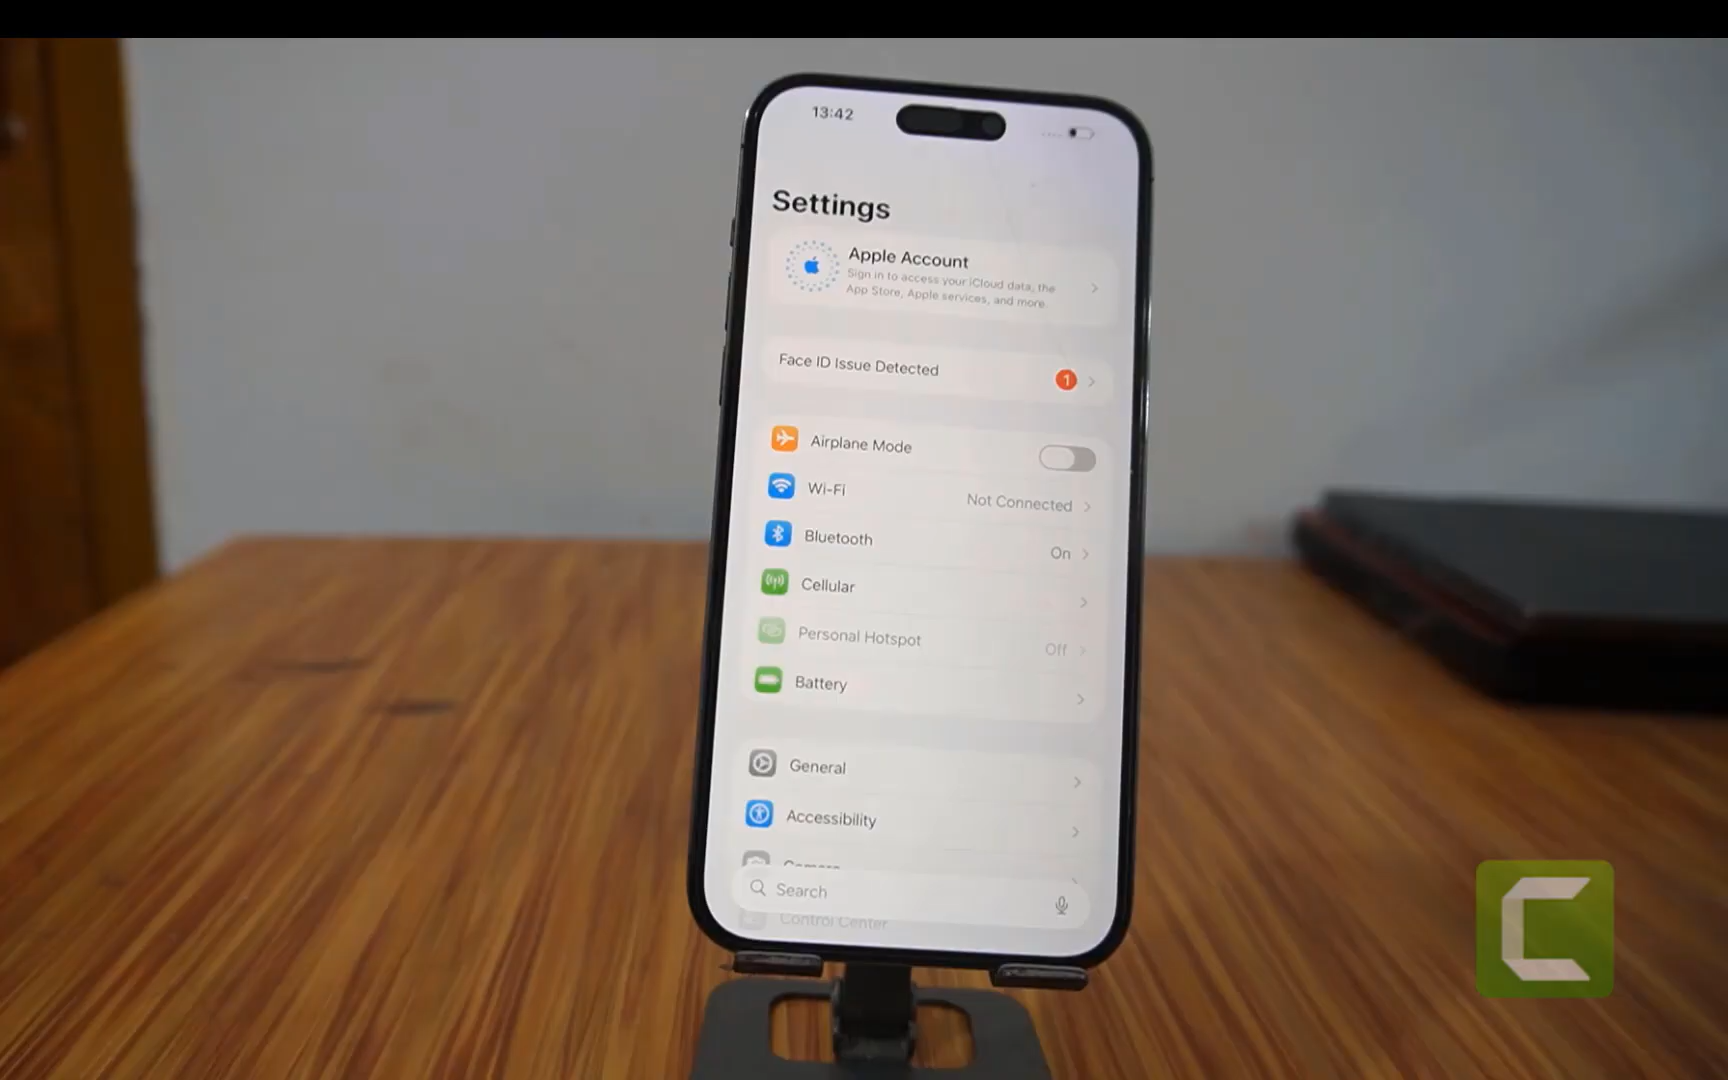 13:42
Settings
Apple Account
Sign in to access your iCloud data, the
App Store, Apple services, and more.
Face ID Issue Detected
1
Airplane Mode
Wi-Fi
Not Connected
Bluetooth
On
Cellular
Personal Hotspot
Off
Battery
General
Accessibility
Camera
Search
Control Center